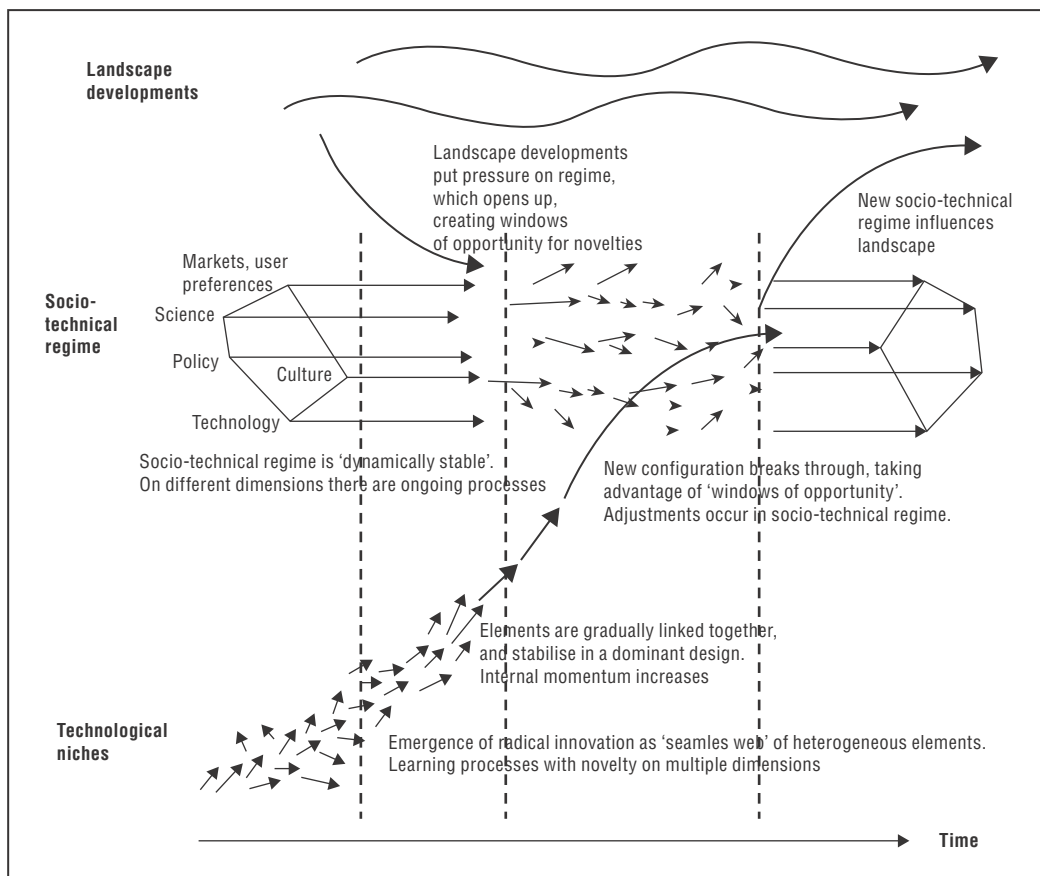 Landscape
developments
Landscape developments
put pressure on regime,
which opens up,
creating windows
of opportunity for novelties
New socio-technical
regime influences
landscape
Markets, user
preferences
Socio-
technical
regime
Science
Policy
Culture
Technology
Socio-technical regime is ‘dynamically stable’.
On different dimensions there are ongoing processes
New configuration breaks through, taking
advantage of ‘windows of opportunity’.
Adjustments occur in socio-technical regime.
Elements are gradually linked together,
and stabilise in a dominant design.
Internal momentum increases
Technological
niches
Emergence of radical innovation as ‘seamles web’ of heterogeneous elements.
Learning processes with novelty on multiple dimensions
Time